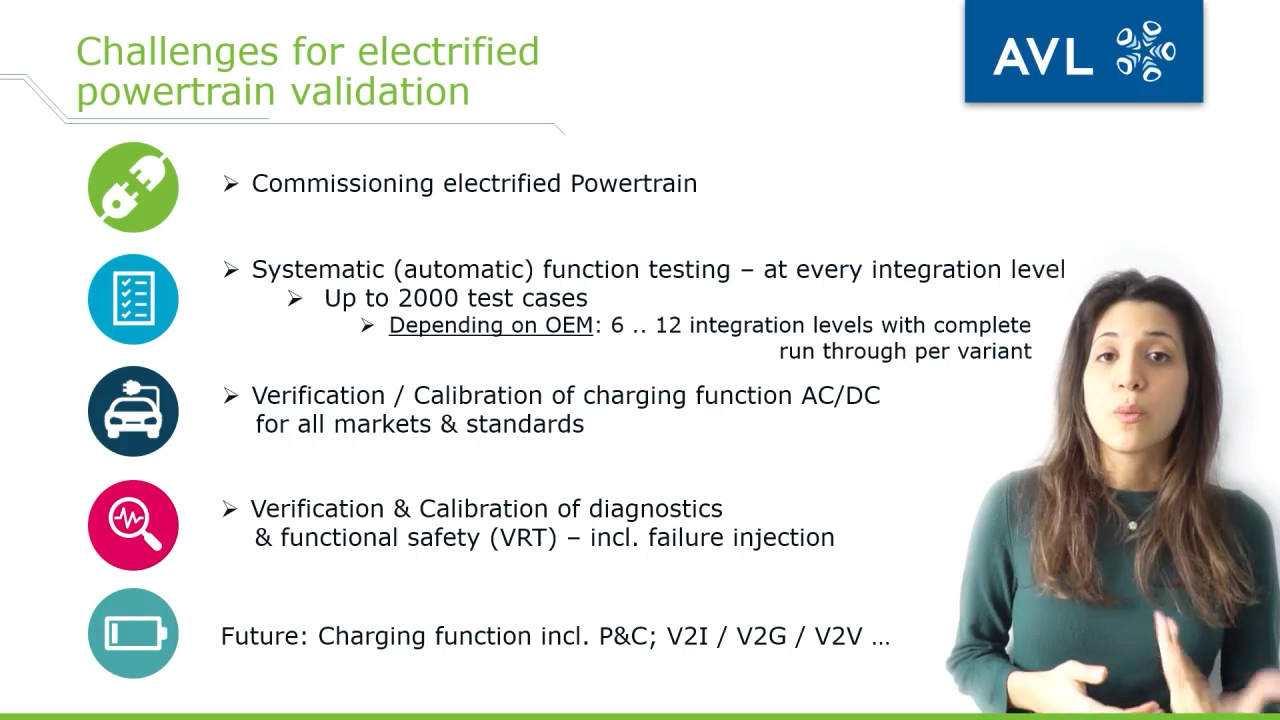 Challenges for electrified
powertrain validation
AVL
➢ Commissioning electrified Powertrain
➢ Systematic (automatic) function testing – at every integration level
➢ Up to 2000 test cases
➢ Depending on OEM: 6 .. 12 integration levels with complete
run through per variant
➢ Verification / Calibration of charging function AC/DC
for all markets & standards
➢ Verification & Calibration of diagnostics
& functional safety (VRT) – incl. failure injection
Future: Charging function incl. P&C; V2I / V2G / V2V ...